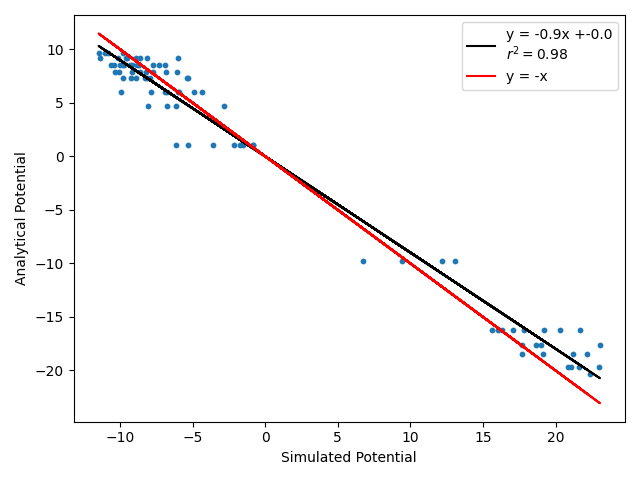 y = -0.9x +-0.0
r² = 0.98
y = -x
Analytical Potential
10
5
0
−5
−10
−15
−20
−10
−5
0
5
10
15
20
Simulated Potential